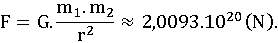 F = G. m₁. m₂ / r² ≈ 2,0093.10²⁰ (N).